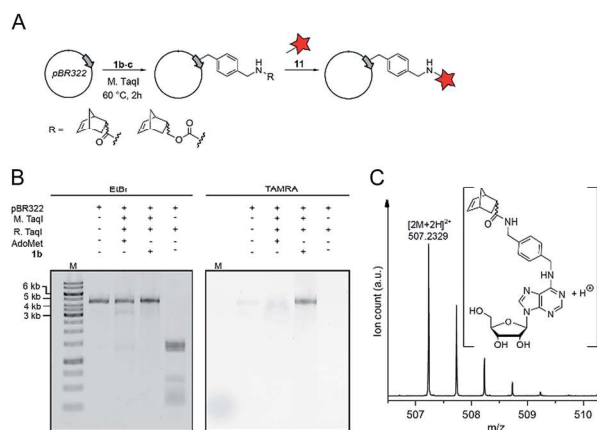 A
pBR322
1b-c
M. TaqI
60 °C, 2h
N
H
R
11
N
H
R =
O
O
O
B
EtBr
TAMRA
pBR322 + + + + + + + +
M. TaqI - + + - - + + -
R. TaqI - + + + - + + +
AdoMet - + - - - + - -
1b - - + - - - + -
M
M
6 kb
5 kb
4 kb
3 kb
C
Ion count (a.u.)
[2M+2H]2+
507.2329
O
NH
NH
N
N
N
N
HO
O
OH OH
+ H⊕
507 508 509 510
m/z